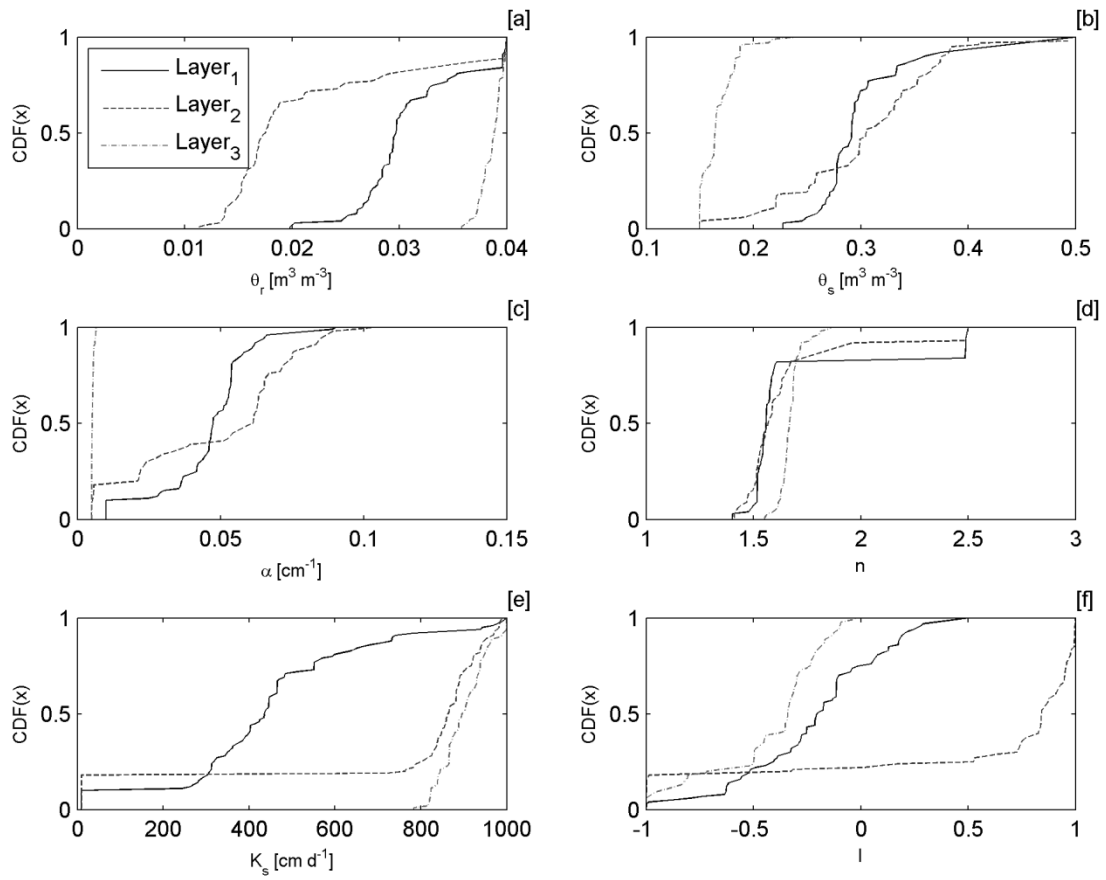 [a]
1
0.5
0
CDF(x)
Layer₁
Layer₂
Layer₃
0 0.01 0.02 0.03 0.04
θr [m³ m⁻³]
[b]
1
0.5
0
CDF(x)
0.1 0.2 0.3 0.4 0.5
θs [m³ m⁻³]
[c]
1
0.5
0
CDF(x)
0 0.05 0.1 0.15
α [cm⁻¹]
[d]
1
0.5
0
CDF(x)
1 1.5 2 2.5 3
n
[e]
1
0.5
0
CDF(x)
0 200 400 600 800 1000
Ks [cm d⁻¹]
[f]
1
0.5
0
CDF(x)
-1 -0.5 0 0.5 1
l